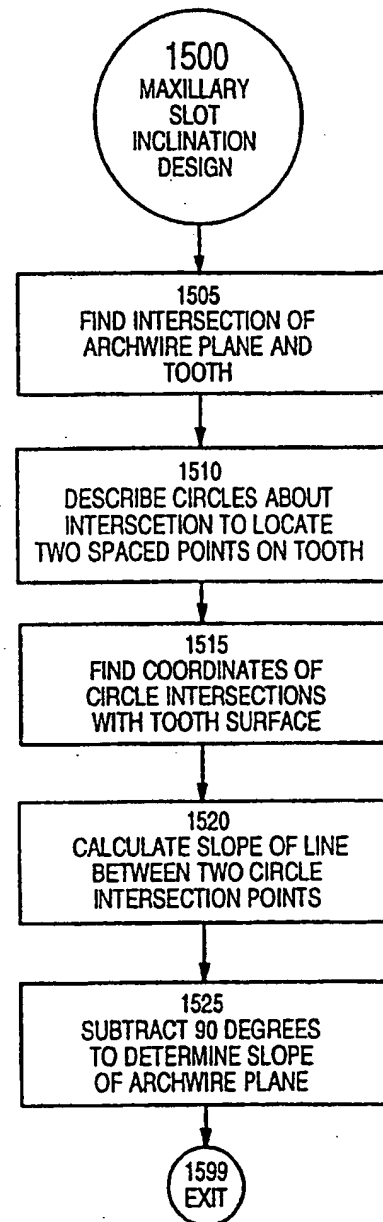 1500
MAXILLARY
SLOT
INCLINATION
DESIGN
1505
FIND INTERSECTION OF
ARCHWIRE PLANE AND
TOOTH
1510
DESCRIBE CIRCLES ABOUT
INTERSCETION TO LOCATE
TWO SPACED POINTS ON TOOTH
1515
FIND COORDINATES OF
CIRCLE INTERSECTIONS
WITH TOOTH SURFACE
1520
CALCULATE SLOPE OF LINE
BETWEEN TWO CIRCLE
INTERSECTION POINTS
1525
SUBTRACT 90 DEGREES
TO DETERMINE SLOPE
OF ARCHWIRE PLANE
1599
EXIT